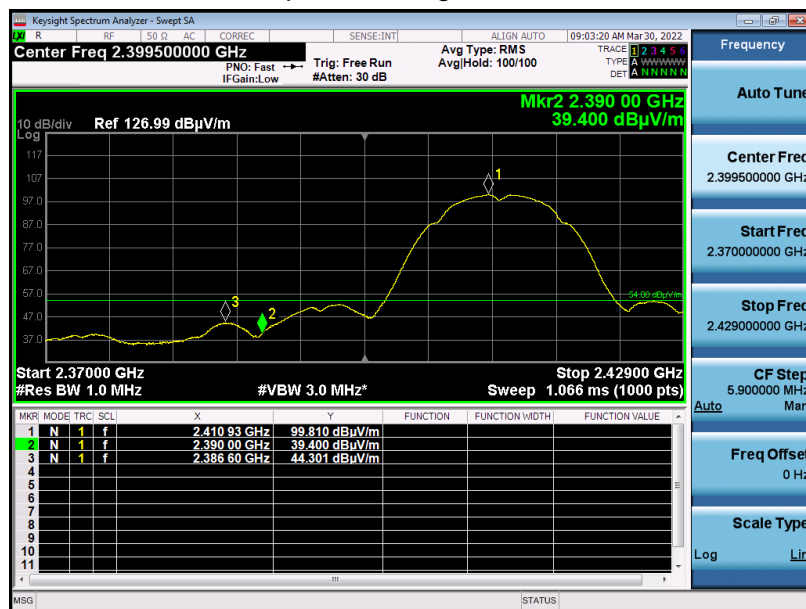 Keysight Spectrum Analyzer - Swept SA
LXI R RF 50 Ω AC CORREC SENSE:INT ALIGN AUTO 09:03:20 AM Mar 30, 2022
Center Freq 2.399500000 GHz
PNO: Fast
IFGain:Low
Trig: Free Run
#Atten: 30 dB
Avg Type: RMS
Avg|Hold: 100/100
TRACE 1 2 3 4 5 6
TYPE A WWWWW
DET A N N N N N
Mkr2 2.390 00 GHz
39.400 dBµV/m
10 dB/div Ref 126.99 dBµV/m
Log
117
107
97.0
87.0
77.0
67.0
57.0
47.0
37.0
1
2
3
54.00 dBµV/m
Start 2.37000 GHz Stop 2.42900 GHz
#Res BW 1.0 MHz #VBW 3.0 MHz* Sweep 1.066 ms (1000 pts)
MKR MODE TRC SCL X Y FUNCTION FUNCTION WIDTH FUNCTION VALUE
1 N 1 f 2.410 93 GHz 99.810 dBµV/m
2 N 1 f 2.390 00 GHz 39.400 dBµV/m
3 N 1 f 2.386 60 GHz 44.301 dBµV/m
4
5
6
7
8
9
10
11
MSG STATUS
Frequency
Auto Tune
Center Freq
2.399500000 GHz
Start Freq
2.370000000 GHz
Stop Freq
2.429000000 GHz
CF Step
5.900000 MHz
Auto Man
Freq Offset
0 Hz
Scale Type
Log Lin